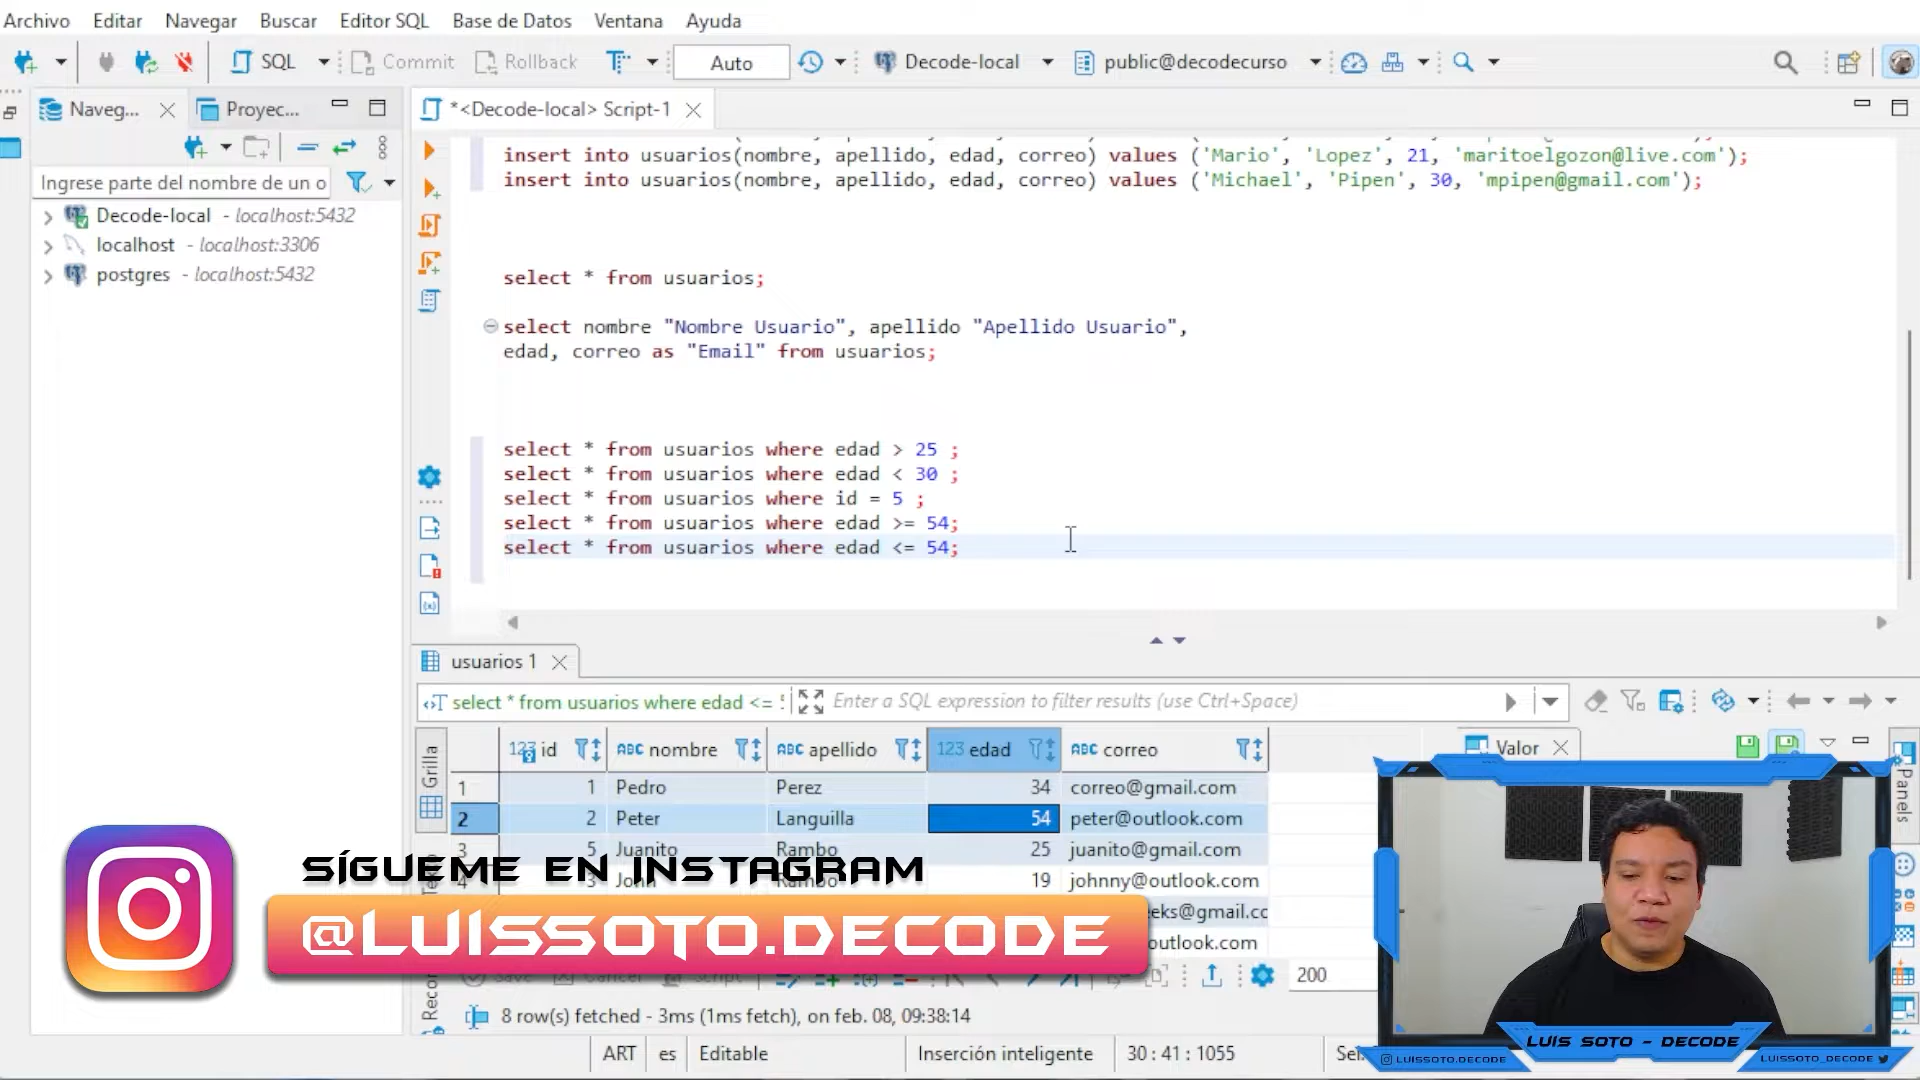 Archivo Editar Navegar Buscar Editor SQL Base de Datos Ventana Ayuda
SQL Commit Rollback Auto Decode-local public@decodecurso
Naveg... Proyec... *<Decode-local> Script-1
Ingrese parte del nombre de un o
Decode-local - localhost:5432
localhost - localhost:3306
postgres - localhost:5432
insert into usuarios(nombre, apellido, edad, correo) values ('Mario', 'Lopez', 21, 'maritoelgozon@live.com');
insert into usuarios(nombre, apellido, edad, correo) values ('Michael', 'Pipen', 30, 'mpipen@gmail.com');
select * from usuarios;
select nombre "Nombre Usuario", apellido "Apellido Usuario",
edad, correo as "Email" from usuarios;
select * from usuarios where edad > 25 ;
select * from usuarios where edad < 30 ;
select * from usuarios where id = 5 ;
select * from usuarios where edad >= 54;
select * from usuarios where edad <= 54;
usuarios 1
select * from usuarios where edad <= Enter a SQL expression to filter results (use Ctrl+Space)
Grilla
123 id ABC nombre ABC apellido 123 edad ABC correo
Valor
Panels
1 1 Pedro Perez 34 correo@gmail.com
2 2 Peter Languilla 54 peter@outlook.com
3 5 Juanito Rambo 25 juanito@gmail.com
4 3 John Rambo 19 johnny@outlook.com
eeks@gmail.cc
outlook.com
SÍGUEME EN INSTAGRAM
@LUISSOTO.DECODE
Save Cancel Script 200
8 row(s) fetched - 3ms (1ms fetch), on feb. 08, 09:38:14
ART es Editable Inserción inteligente 30 : 41 : 1055 Sel:
LUIS SOTO - DECODE
LUISSOTO.DECODE
LUISSOTO_DECODE